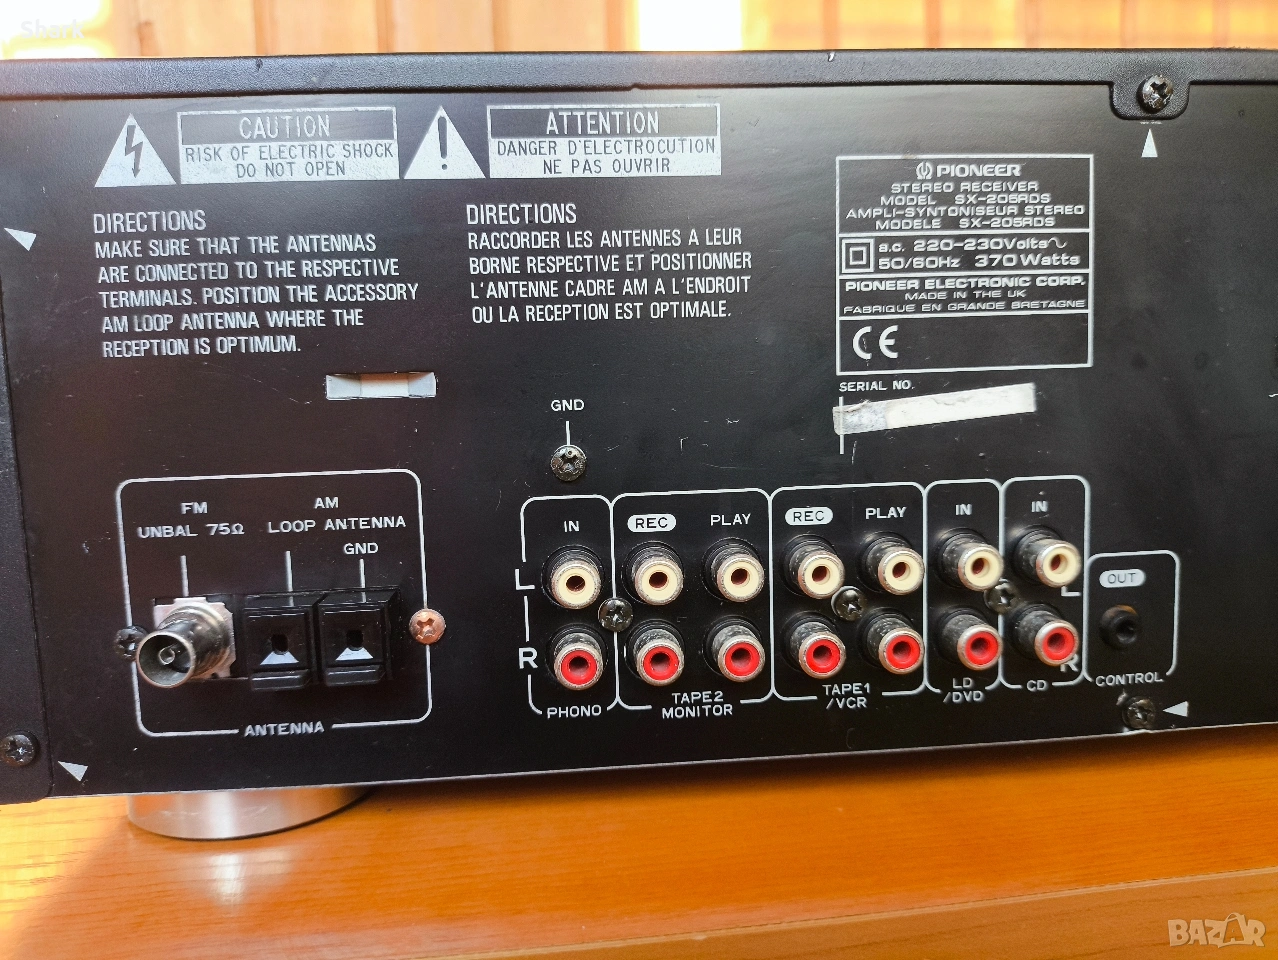 Shark
CAUTION
RISK OF ELECTRIC SHOCK
DO NOT OPEN
ATTENTION
DANGER D'ELECTROCUTION
NE PAS OUVRIR
DIRECTIONS
MAKE SURE THAT THE ANTENNAS
ARE CONNECTED TO THE RESPECTIVE
TERMINALS. POSITION THE ACCESSORY
AM LOOP ANTENNA WHERE THE
RECEPTION IS OPTIMUM.
DIRECTIONS
RACCORDER LES ANTENNES A LEUR
BORNE RESPECTIVE ET POSITIONNER
L'ANTENNE CADRE AM A L'ENDROIT
OU LA RECEPTION EST OPTIMALE.
PIONEER
STEREO RECEIVER
MODEL SX-205RDS
AMPLI-SYNTONISEUR STEREO
MODELE SX-205RDS
a.c. 220-230Volts~
50/60Hz 370Watts
PIONEER ELECTRONIC CORP.
MADE IN THE UK
FABRIQUE EN GRANDE BRETAGNE
CE
SERIAL NO.
GND
FM
UNBAL 75Ω
AM
LOOP ANTENNA
GND
ANTENNA
IN
REC PLAY
REC PLAY
IN
IN
L
R
L
R
PHONO
TAPE2
MONITOR
TAPE1
/VCR
LD
/DVD
CD
OUT
CONTROL
BAZAR